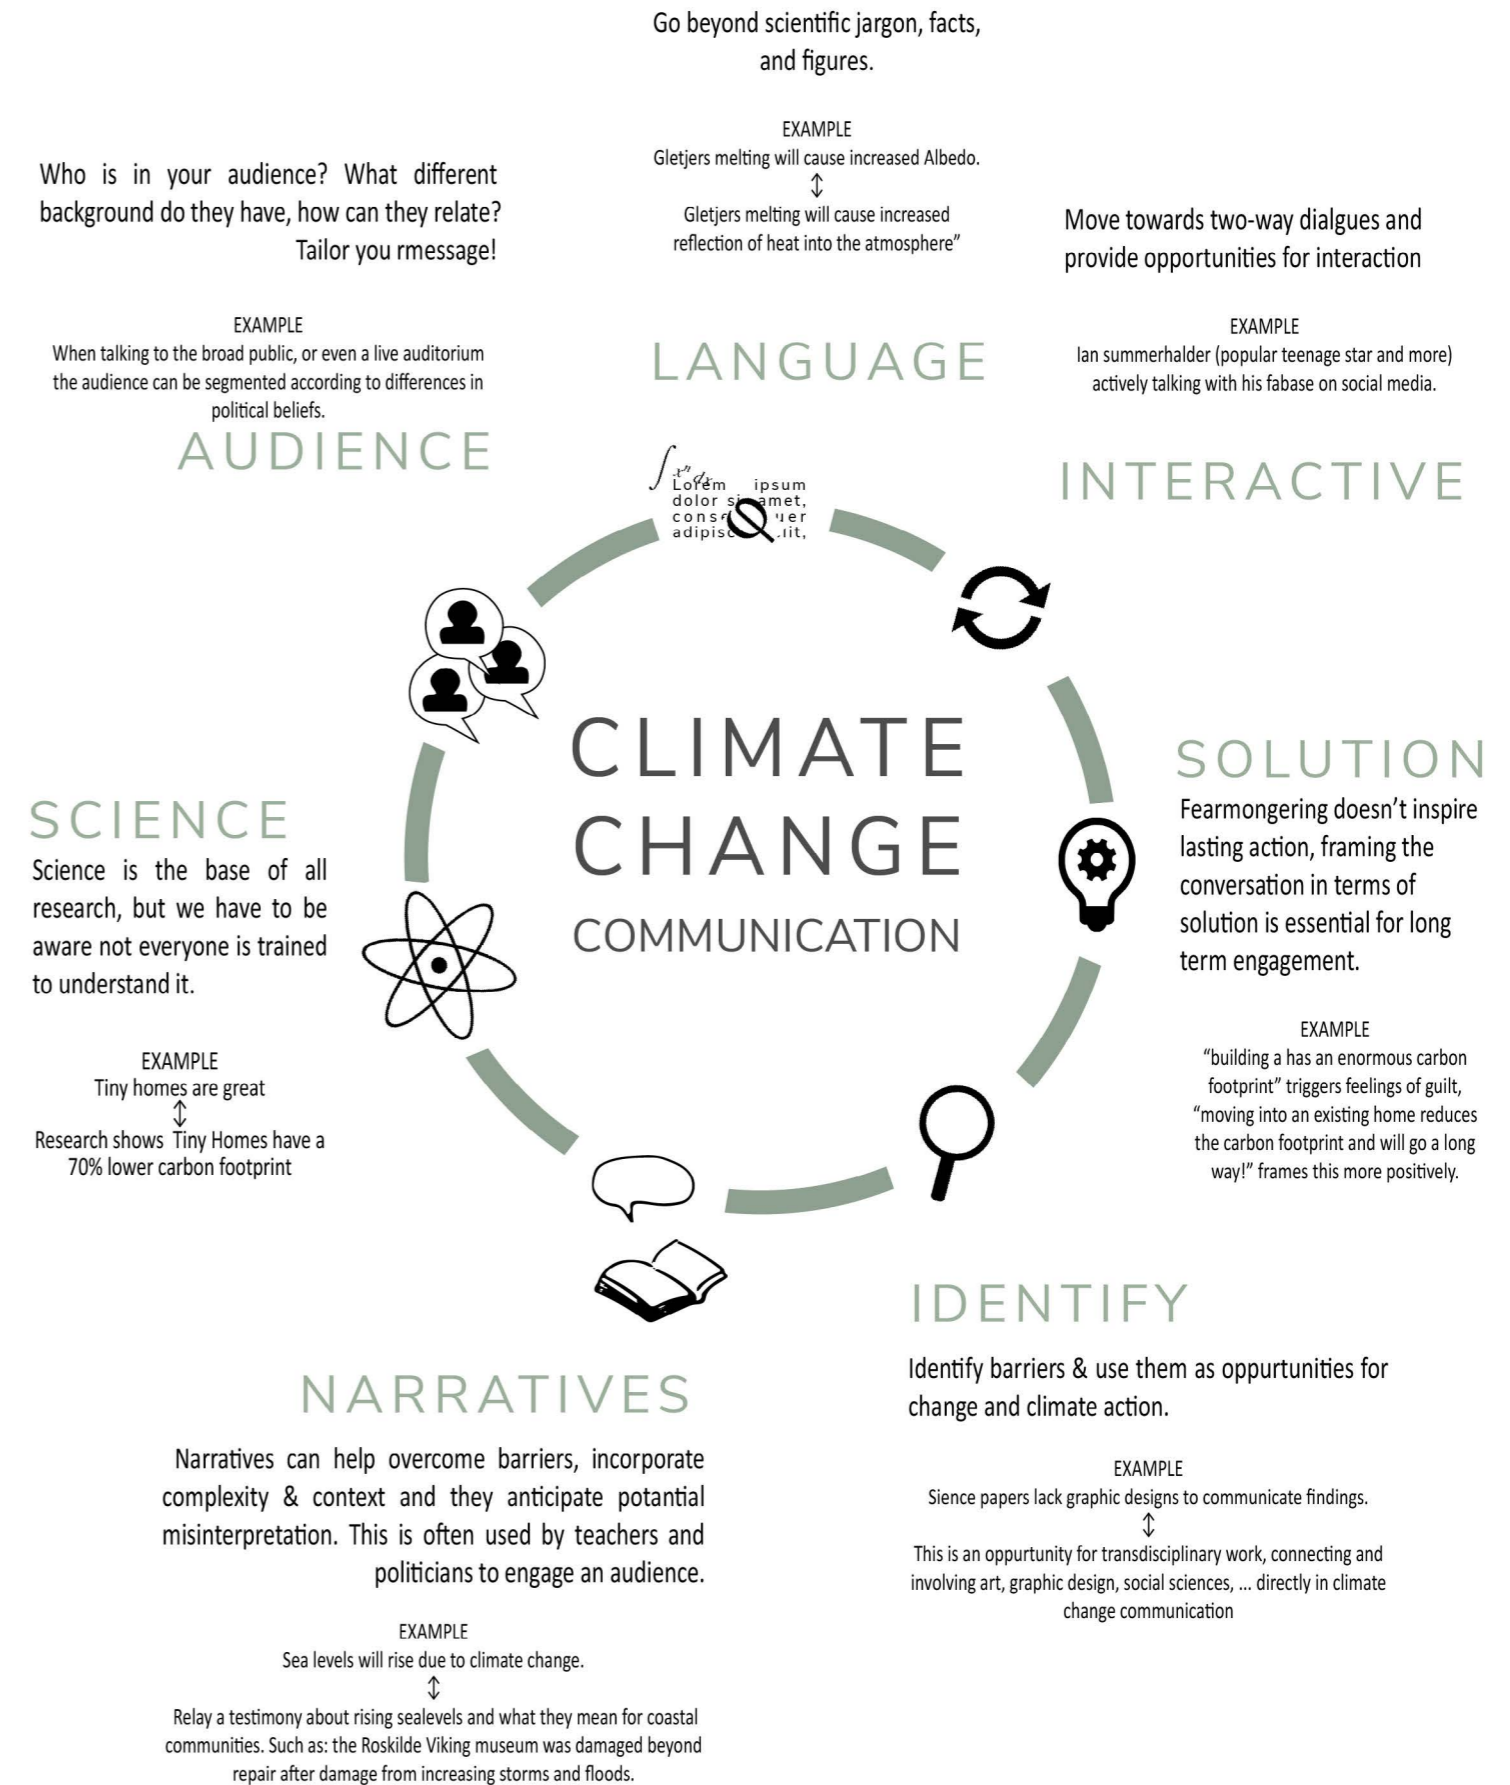 Go beyond scientific jargon, facts,
and figures.
EXAMPLE
Gletjers melting will cause increased Albedo.
↕
Gletjers melting will cause increased
reflection of heat into the atmosphere”
LANGUAGE
Who is in your audience? What different
background do they have, how can they relate?
Tailor you rmessage!
EXAMPLE
When talking to the broad public, or even a live auditorium
the audience can be segmented according to differences in
political beliefs.
AUDIENCE
Move towards two-way dialgues and
provide opportunities for interaction
EXAMPLE
Ian summerhalder (popular teenage star and more)
actively talking with his fabase on social media.
INTERACTIVE
Lorem ipsum
dolor si amet,
CLIMATE
CHANGE
COMMUNICATION
SOLUTION
Fearmongering doesn’t inspire
lasting action, framing the
conversation in terms of
solution is essential for long
term engagement.
EXAMPLE
“building a has an enormous carbon
footprint” triggers feelings of guilt,
“moving into an existing home reduces
the carbon footprint and will go a long
way!” frames this more positively.
SCIENCE
Science is the base of all
research, but we have to be
aware not everyone is trained
to understand it.
EXAMPLE
Tiny homes are great
↕
Research shows Tiny Homes have a
70% lower carbon footprint
IDENTIFY
Identify barriers & use them as oppurtunities for
change and climate action.
EXAMPLE
Sience papers lack graphic designs to communicate findings.
↕
This is an oppurtunity for transdisciplinary work, connecting and
involving art, graphic design, social sciences, ... directly in climate
change communication
NARRATIVES
Narratives can help overcome barriers, incorporate
complexity & context and they anticipate potantial
misinterpretation. This is often used by teachers and
politicians to engage an audience.
EXAMPLE
Sea levels will rise due to climate change.
↕
Relay a testimony about rising sealevels and what they mean for coastal
communities. Such as: the Roskilde Viking museum was damaged beyond
repair after damage from increasing storms and floods.